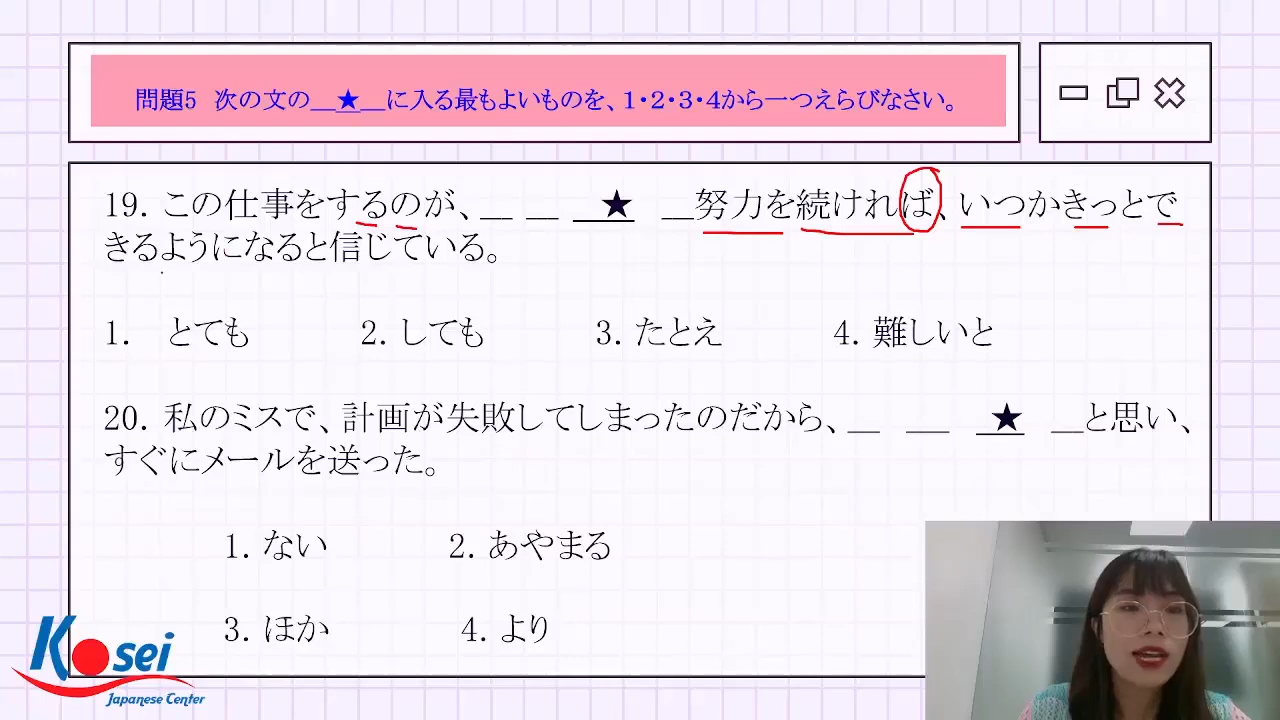 問題5 次の文の__★__に入る最もよいものを、1・2・3・4から一つえらびなさい。
19. この仕事をするのが、__ __ __★__ __努力を続ければ、いつかきっとで
きるようになると信じている。
1. とても 2. しても 3. たとえ 4. 難しいと
20. 私のミスで、計画が失敗してしまったのだから、__ __ __★__ __と思い、
すぐにメールを送った。
1. ない 2. あやまる
3. ほか 4. より
Kosei
Japanese Center